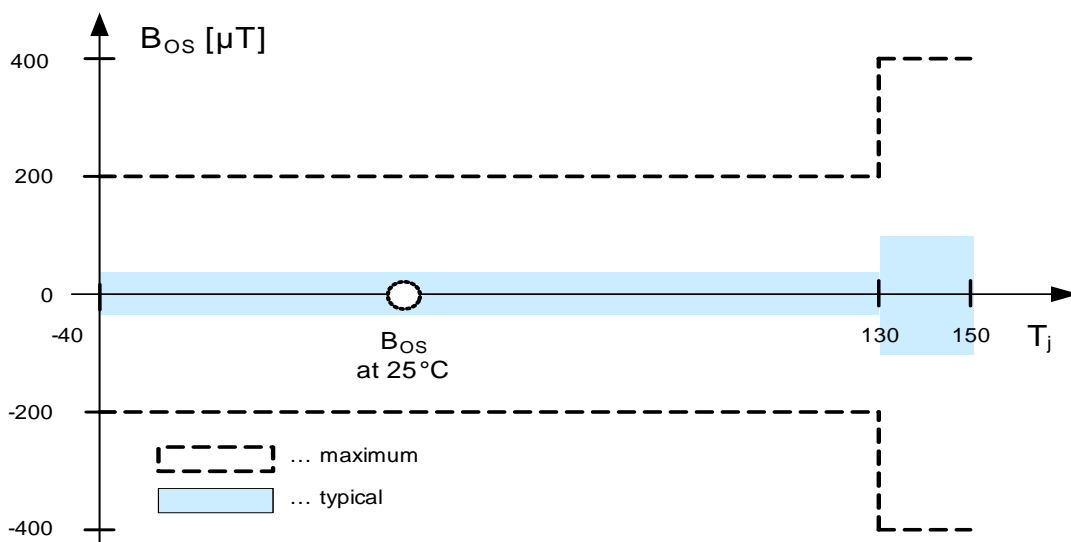 B_OS [µT]
400
200
0
-40
130
150
T_j
B_OS
at 25°C
-200
... maximum
... typical
-400